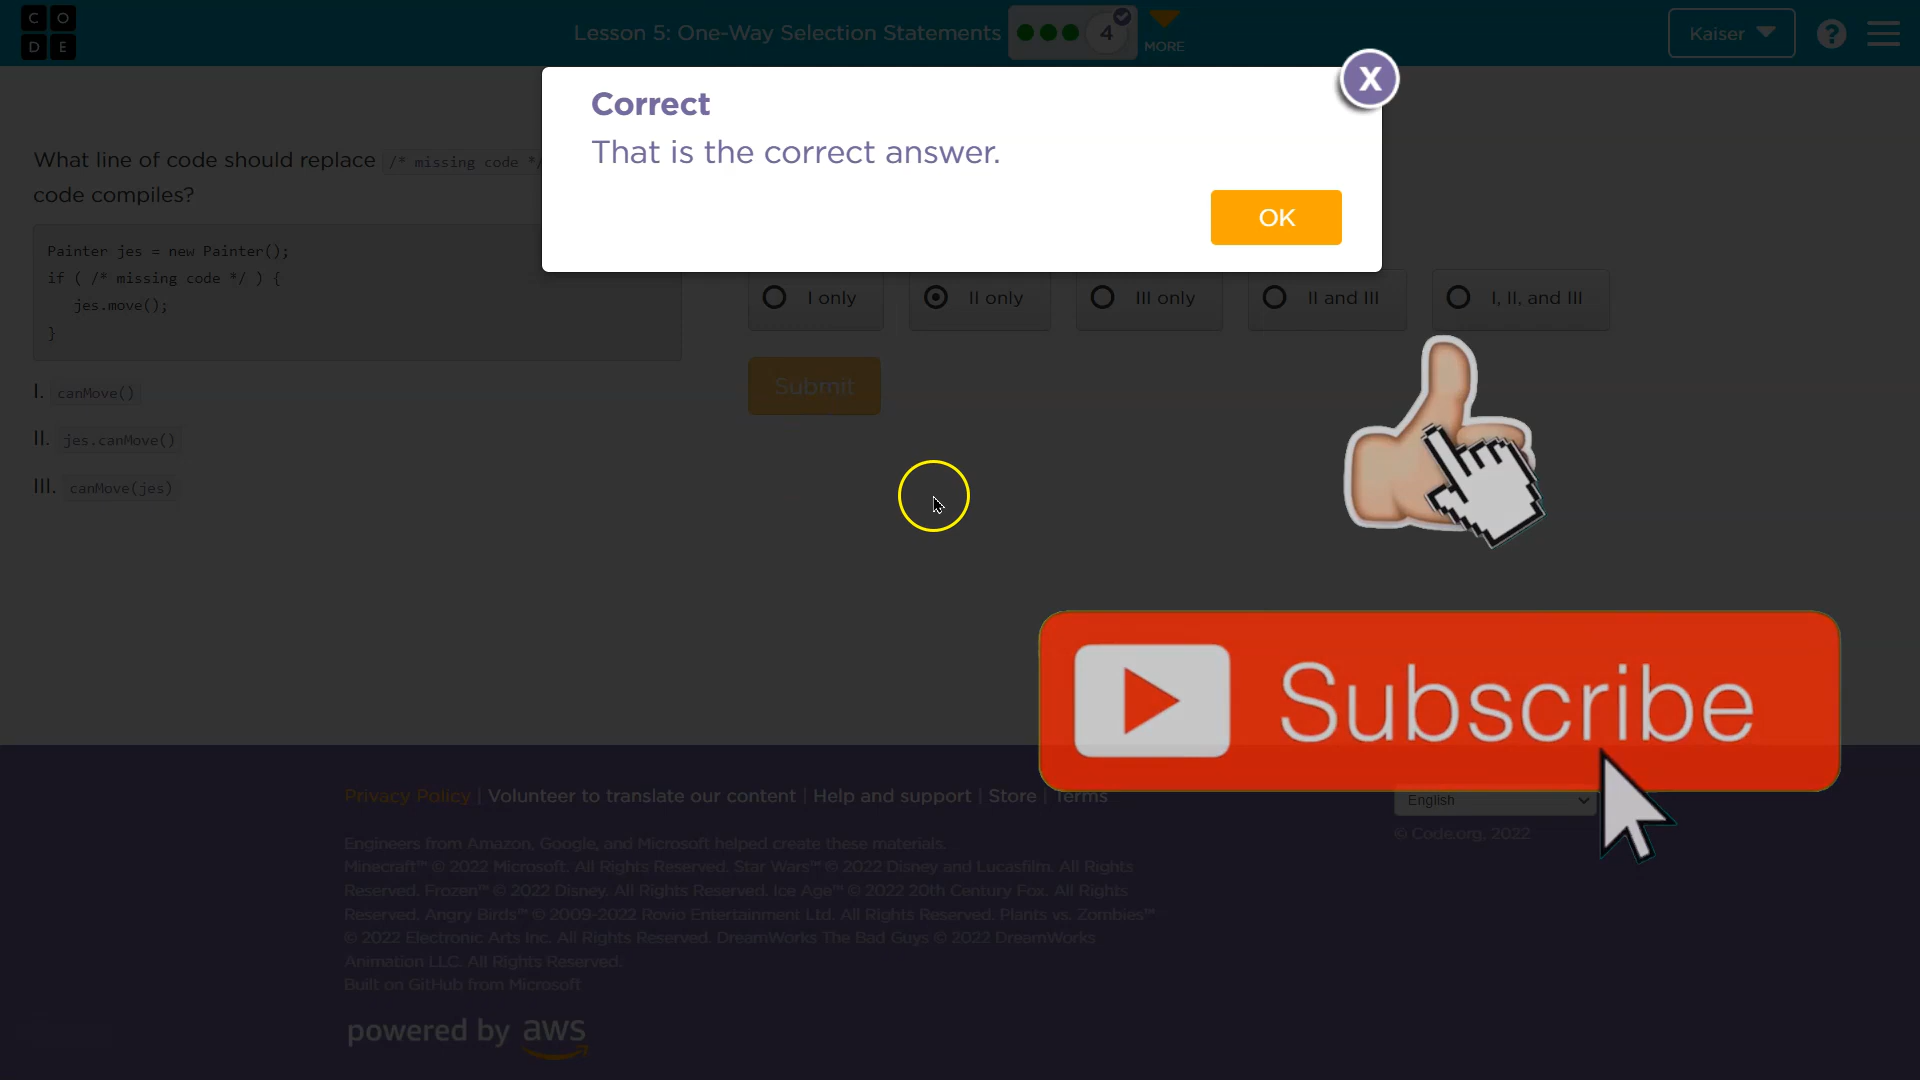 CODE
Lesson 5: One-Way Selection Statements
4
MORE
Kaiser
?
X
Correct
That is the correct answer.
OK
What line of code should replace /* missing code */
code compiles?
Painter jes = new Painter();
if ( /* missing code */ ) {
jes.move();
}
I. canMove()
II. jes.canMove()
III. canMove(jes)
I only
II only
III only
II and III
I, II, and III
Submit
Subscribe
Privacy Policy | Volunteer to translate our content | Help and support | Store | Terms
English
© Code.org, 2022
Engineers from Amazon, Google, and Microsoft helped create these materials.
Minecraft™ © 2022 Microsoft. All Rights Reserved. Star Wars™ © 2022 Disney and Lucasfilm. All Rights
Reserved. Frozen™ © 2022 Disney. All Rights Reserved. Ice Age™ © 2022 20th Century Fox. All Rights
Reserved. Angry Birds™ © 2009-2022 Rovio Entertainment Ltd. All Rights Reserved. Plants vs. Zombies™
© 2022 Electronic Arts Inc. All Rights Reserved. DreamWorks The Bad Guys © 2022 DreamWorks
Animation LLC. All Rights Reserved.
Built on GitHub from Microsoft
powered by aws